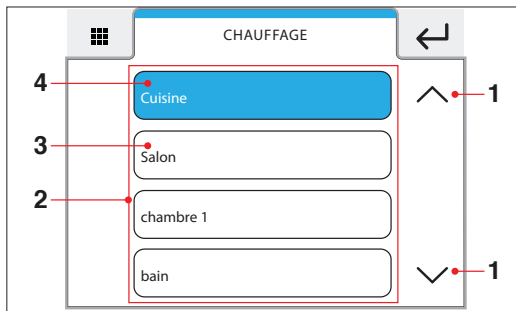 CHAUFFAGE
4
Cuisine
1
3
Salon
2
chambre 1
bain
1